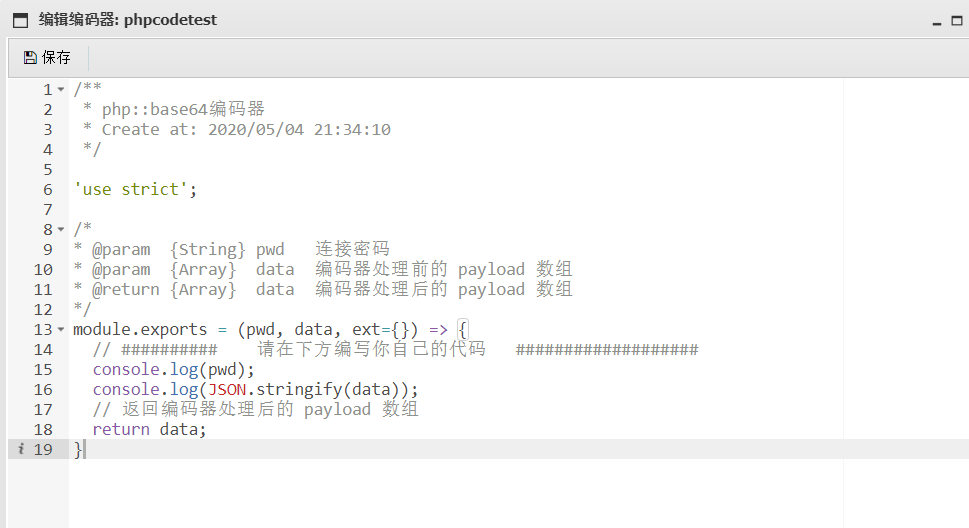 编辑编码器: phpcodetest
保存
1 /**
2  * php::base64编码器
3  * Create at: 2020/05/04 21:34:10
4  */
5
6 'use strict';
7
8 /*
9 * @param  {String} pwd   连接密码
10 * @param  {Array}  data  编码器处理前的 payload 数组
11 * @return {Array}  data  编码器处理后的 payload 数组
12 */
13 module.exports = (pwd, data, ext={}) => {
14   // ##########    请在下方编写你自己的代码   ###################
15   console.log(pwd);
16   console.log(JSON.stringify(data));
17   // 返回编码器处理后的 payload 数组
18   return data;
i 19 }